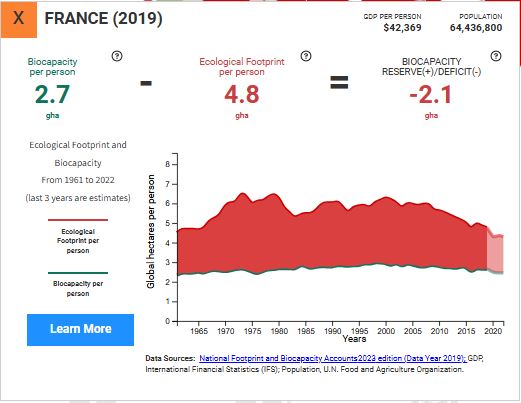 X FRANCE (2019)
GDP PER PERSON
$42,369
POPULATION
64,436,800
Biocapacity
per person
2.7
gha
-
Ecological Footprint
per person
4.8
gha
=
BIOCAPACITY
RESERVE(+)/DEFICIT(-)
-2.1
gha
Ecological Footprint and
Biocapacity
From 1961 to 2022
(last 3 years are estimates)
Ecological
Footprint per
person
Biocapacity per
person
Learn More
Global hectares per person
8
7
6
5
4
3
2
1
0
1965 1970 1975 1980 1985 1990 1995 2000 2005 2010 2015 2020
Years
Data Sources: National Footprint and Biocapacity Accounts2023 edition (Data Year 2019); GDP,
International Financial Statistics (IFS); Population, U.N. Food and Agriculture Organization.